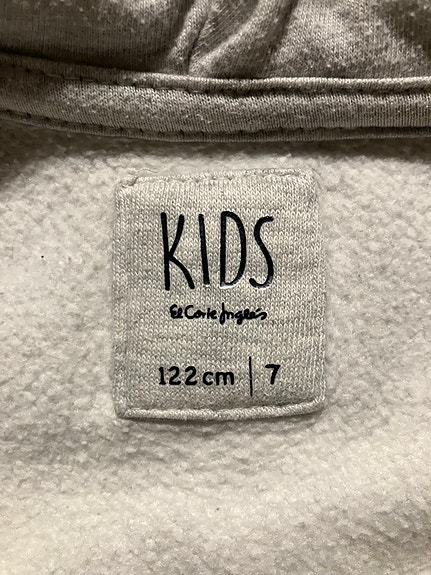 KIDS
El Corte Inglés
122 cm | 7